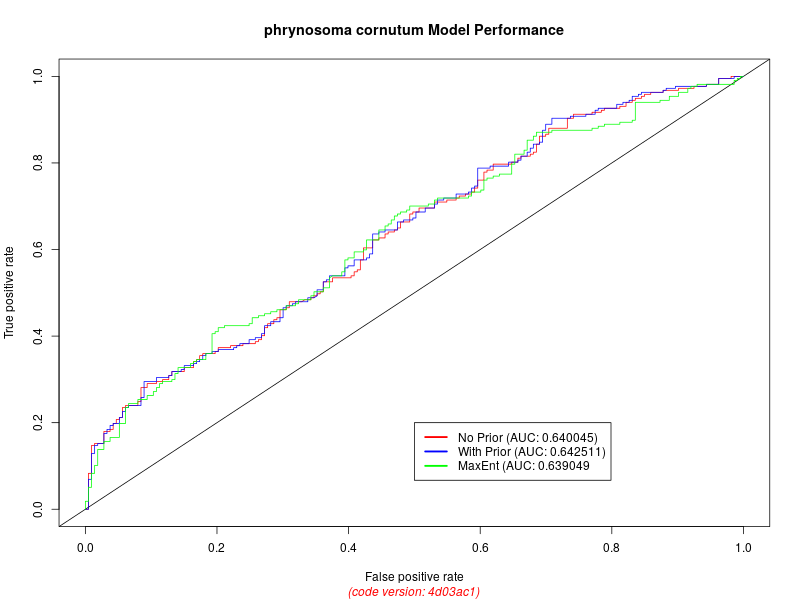 phrynosoma cornutum Model Performance
True positive rate
1.0
0.8
0.6
0.4
0.2
0.0
No Prior (AUC: 0.640045)
With Prior (AUC: 0.642511)
MaxEnt (AUC: 0.639049
0.0 0.2 0.4 0.6 0.8 1.0
False positive rate
(code version: 4d03ac1)